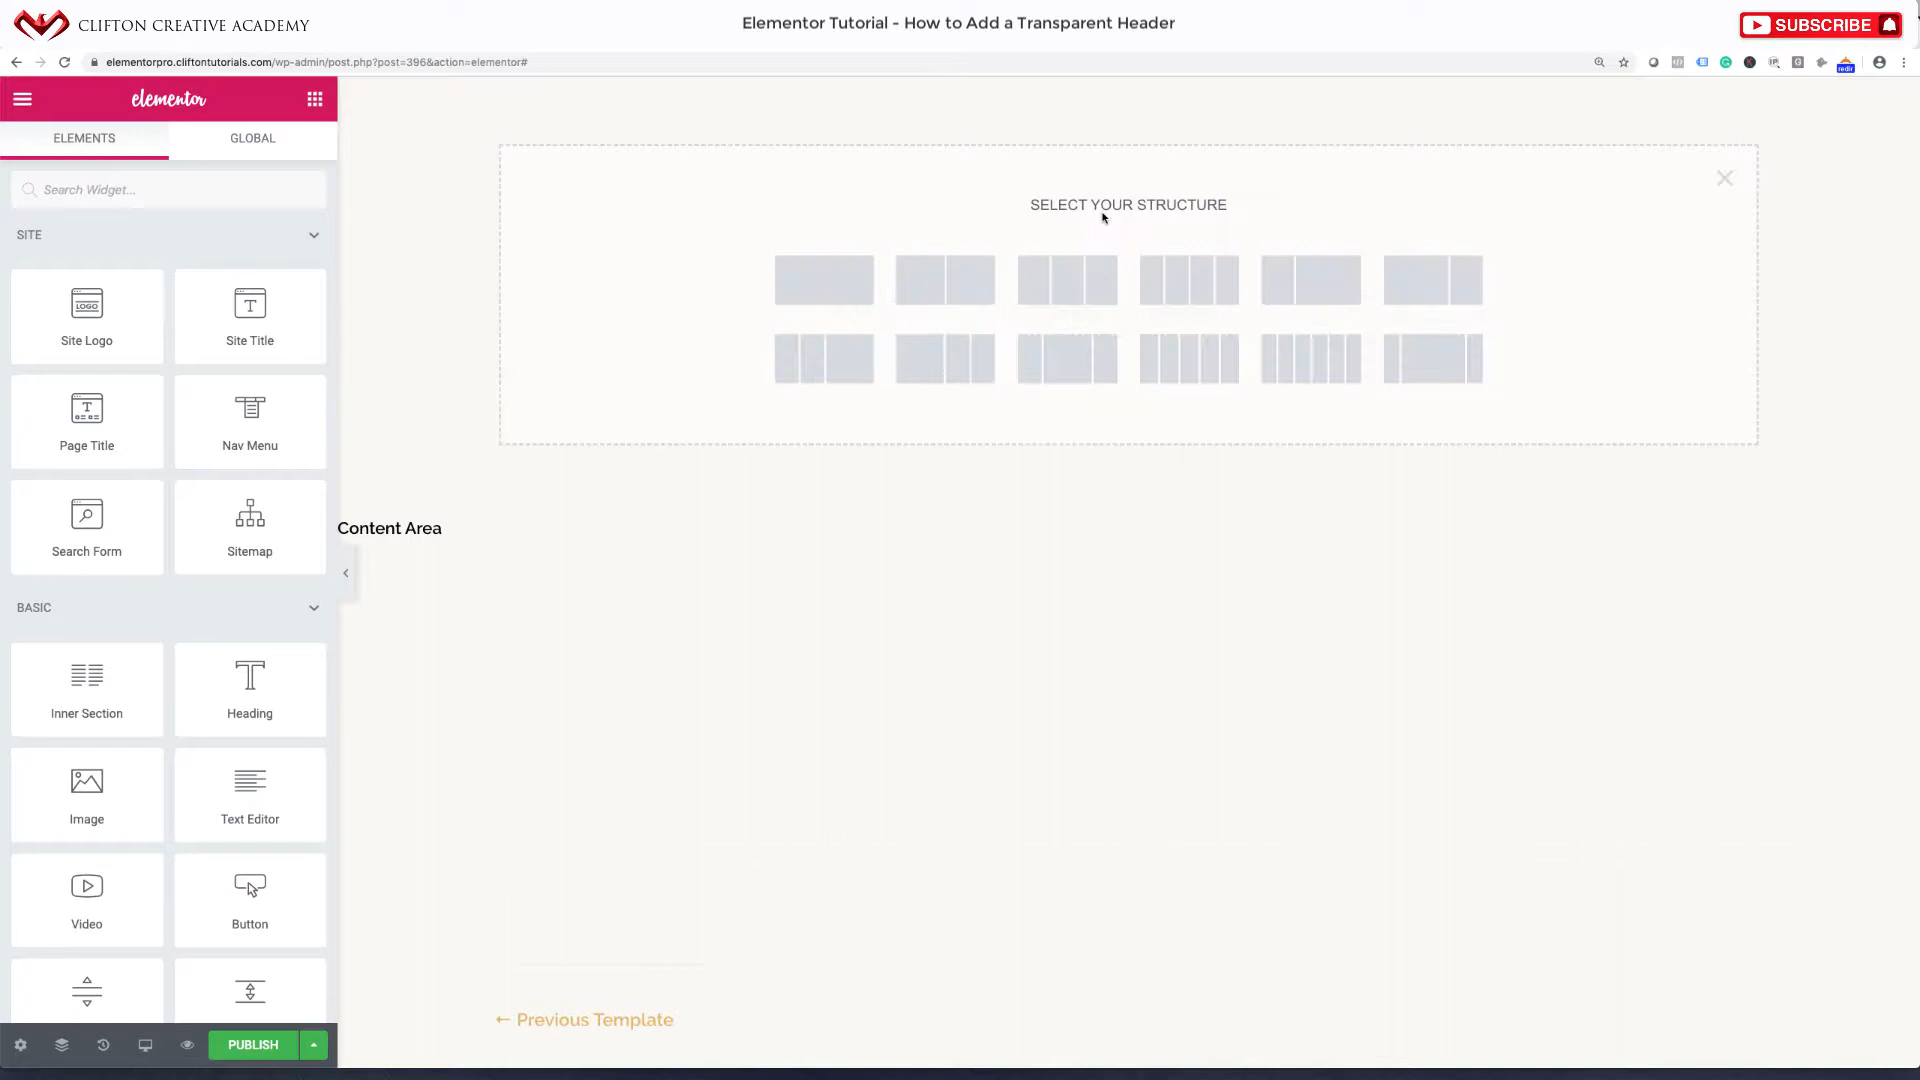 CLIFTON CREATIVE ACADEMY
Elementor Tutorial - How to Add a Transparent Header
SUBSCRIBE
elementorpro.cliftontutorials.com/wp-admin/post.php?post=396&action=elementor#
redir
elementor
ELEMENTS
GLOBAL
Search Widget...
SITE
LOGO
Site Logo
Site Title
Page Title
Nav Menu
Search Form
Sitemap
BASIC
Inner Section
Heading
Image
Text Editor
Video
Button
PUBLISH
SELECT YOUR STRUCTURE
Content Area
← Previous Template